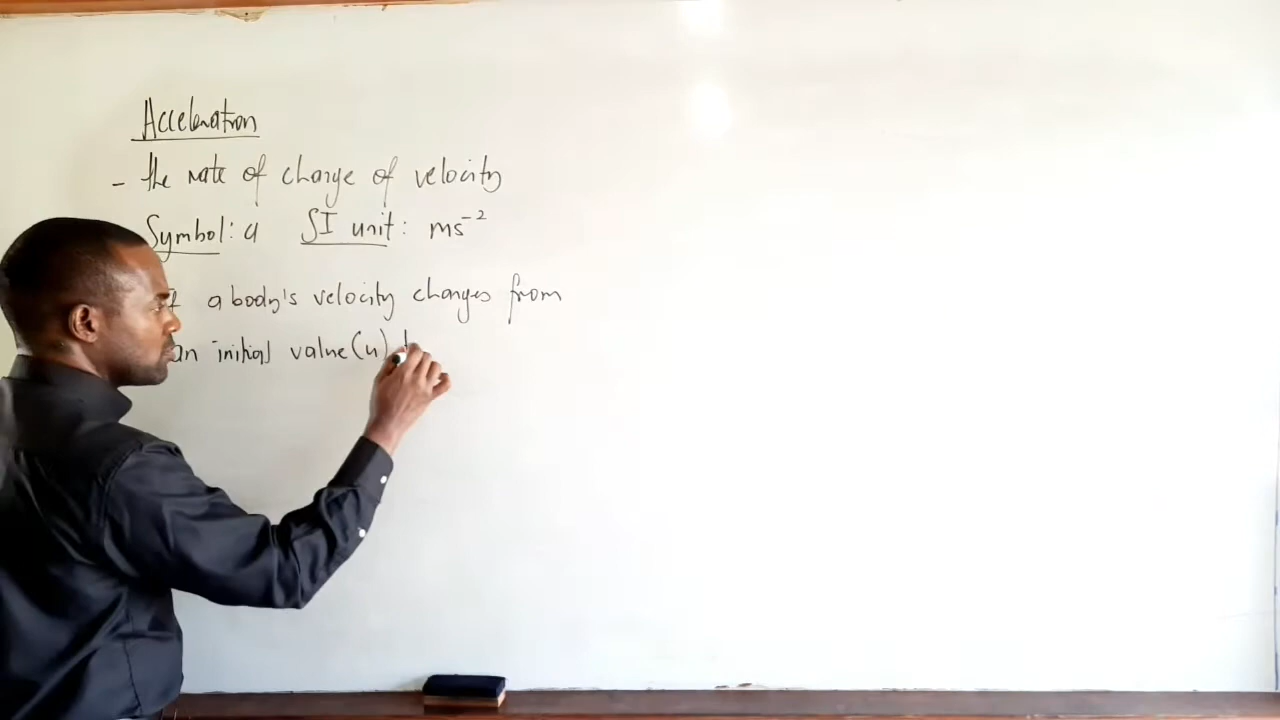 Acceleration
- the rate of change of velocity
Symbol: a SI unit: ms⁻²
a body's velocity changes from
an initial value (u)